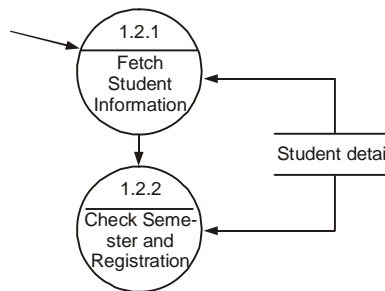 1.2.1
Fetch
Student
Information
Student detai
1.2.2
Check Seme-
ster and
Registration